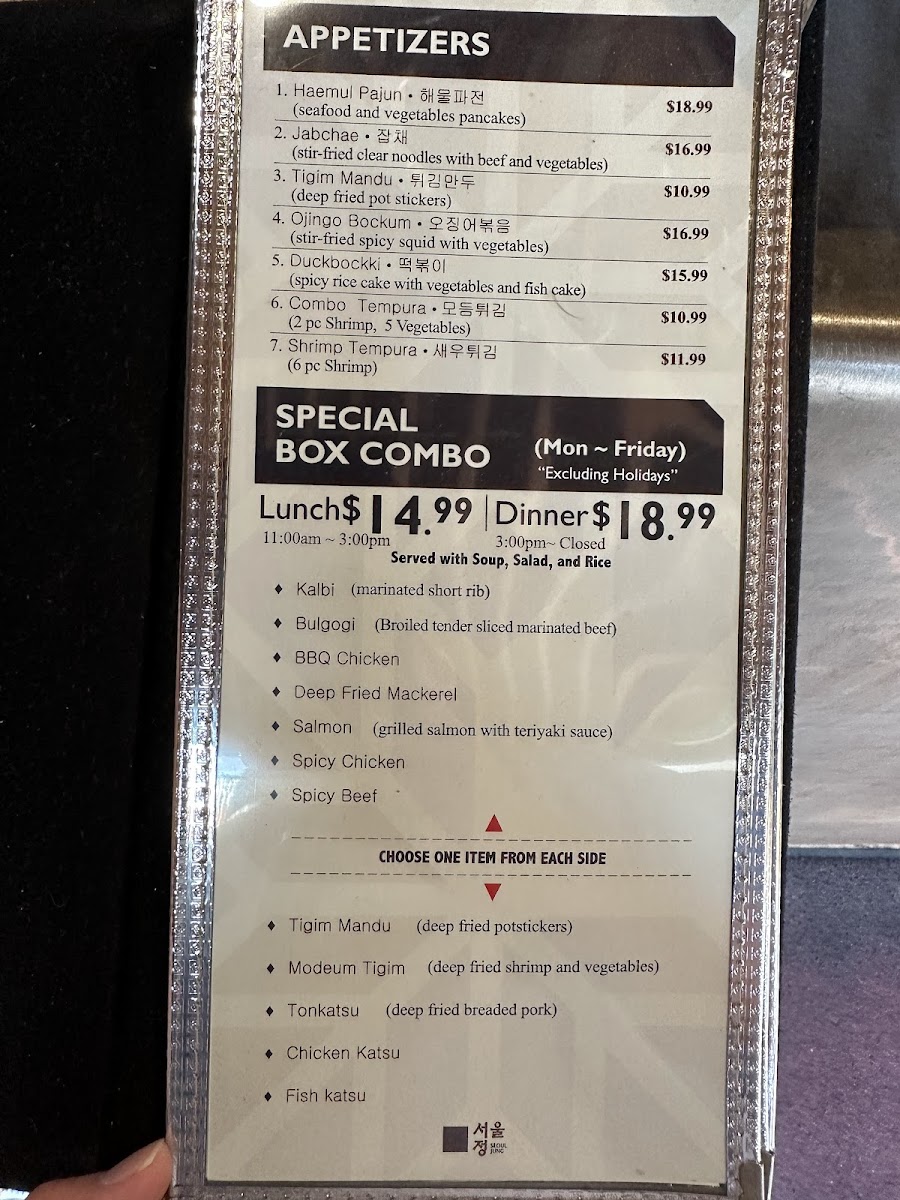 APPETIZERS
1. Haemul Pajun • 해물파전
(seafood and vegetables pancakes) $18.99
2. Jabchae • 잡채
(stir-fried clear noodles with beef and vegetables) $16.99
3. Tigim Mandu • 튀김만두
(deep fried pot stickers) $10.99
4. Ojingo Bockum • 오징어볶음
(stir-fried spicy squid with vegetables) $16.99
5. Duckbockki • 떡볶이
(spicy rice cake with vegetables and fish cake) $15.99
6. Combo Tempura • 모듬튀김
(2 pc Shrimp, 5 Vegetables) $10.99
7. Shrimp Tempura • 새우튀김
(6 pc Shrimp) $11.99
SPECIAL
BOX COMBO (Mon ~ Friday)
"Excluding Holidays"
Lunch $14.99 | Dinner $18.99
11:00am ~ 3:00pm 3:00pm~ Closed
Served with Soup, Salad, and Rice
♦ Kalbi (marinated short rib)
♦ Bulgogi (Broiled tender sliced marinated beef)
♦ BBQ Chicken
♦ Deep Fried Mackerel
♦ Salmon (grilled salmon with teriyaki sauce)
♦ Spicy Chicken
♦ Spicy Beef
CHOOSE ONE ITEM FROM EACH SIDE
♦ Tigim Mandu (deep fried potstickers)
♦ Modeum Tigim (deep fried shrimp and vegetables)
♦ Tonkatsu (deep fried breaded pork)
♦ Chicken Katsu
♦ Fish katsu
서울
정 SEOUL
JUNG